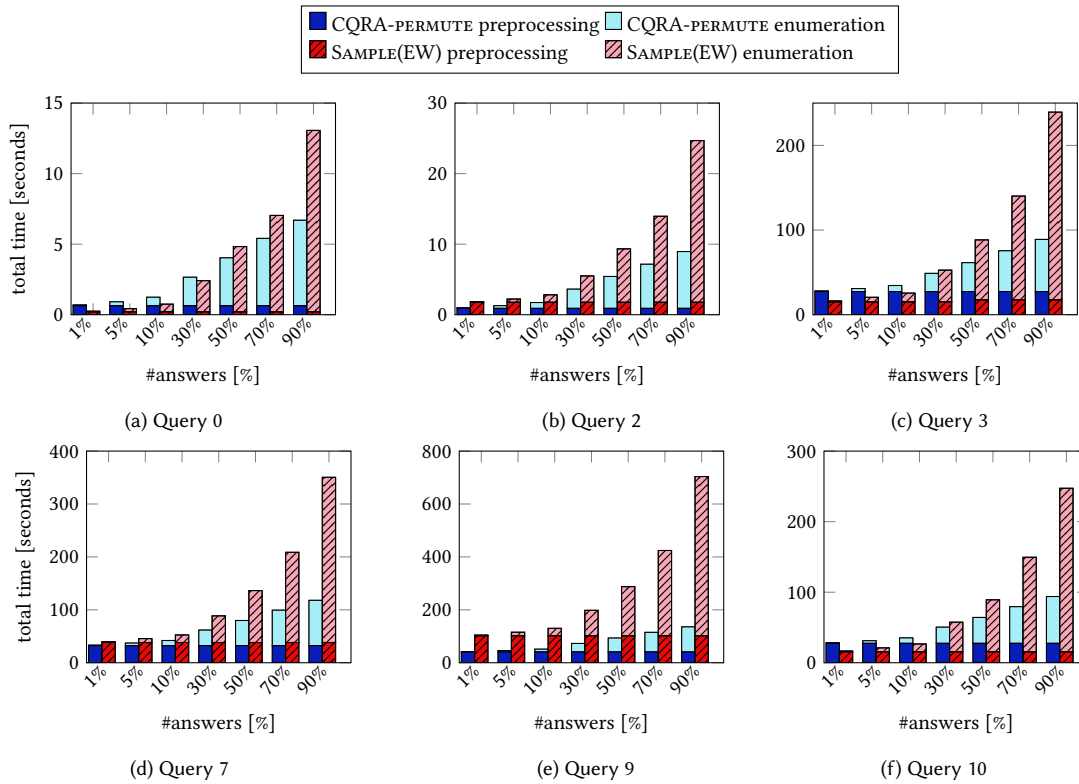 CQRA-PERMUTE preprocessing CQRA-PERMUTE enumeration
SAMPLE(EW) preprocessing SAMPLE(EW) enumeration
total time [seconds]
15
10
5
0
1% 5% 10% 30% 50% 70% 90%
#answers [%]
(a) Query 0
30
20
10
0
1% 5% 10% 30% 50% 70% 90%
#answers [%]
(b) Query 2
200
100
0
1% 5% 10% 30% 50% 70% 90%
#answers [%]
(c) Query 3
total time [seconds]
400
300
200
100
0
1% 5% 10% 30% 50% 70% 90%
#answers [%]
(d) Query 7
800
600
400
200
0
1% 5% 10% 30% 50% 70% 90%
#answers [%]
(e) Query 9
300
200
100
0
1% 5% 10% 30% 50% 70% 90%
#answers [%]
(f) Query 10